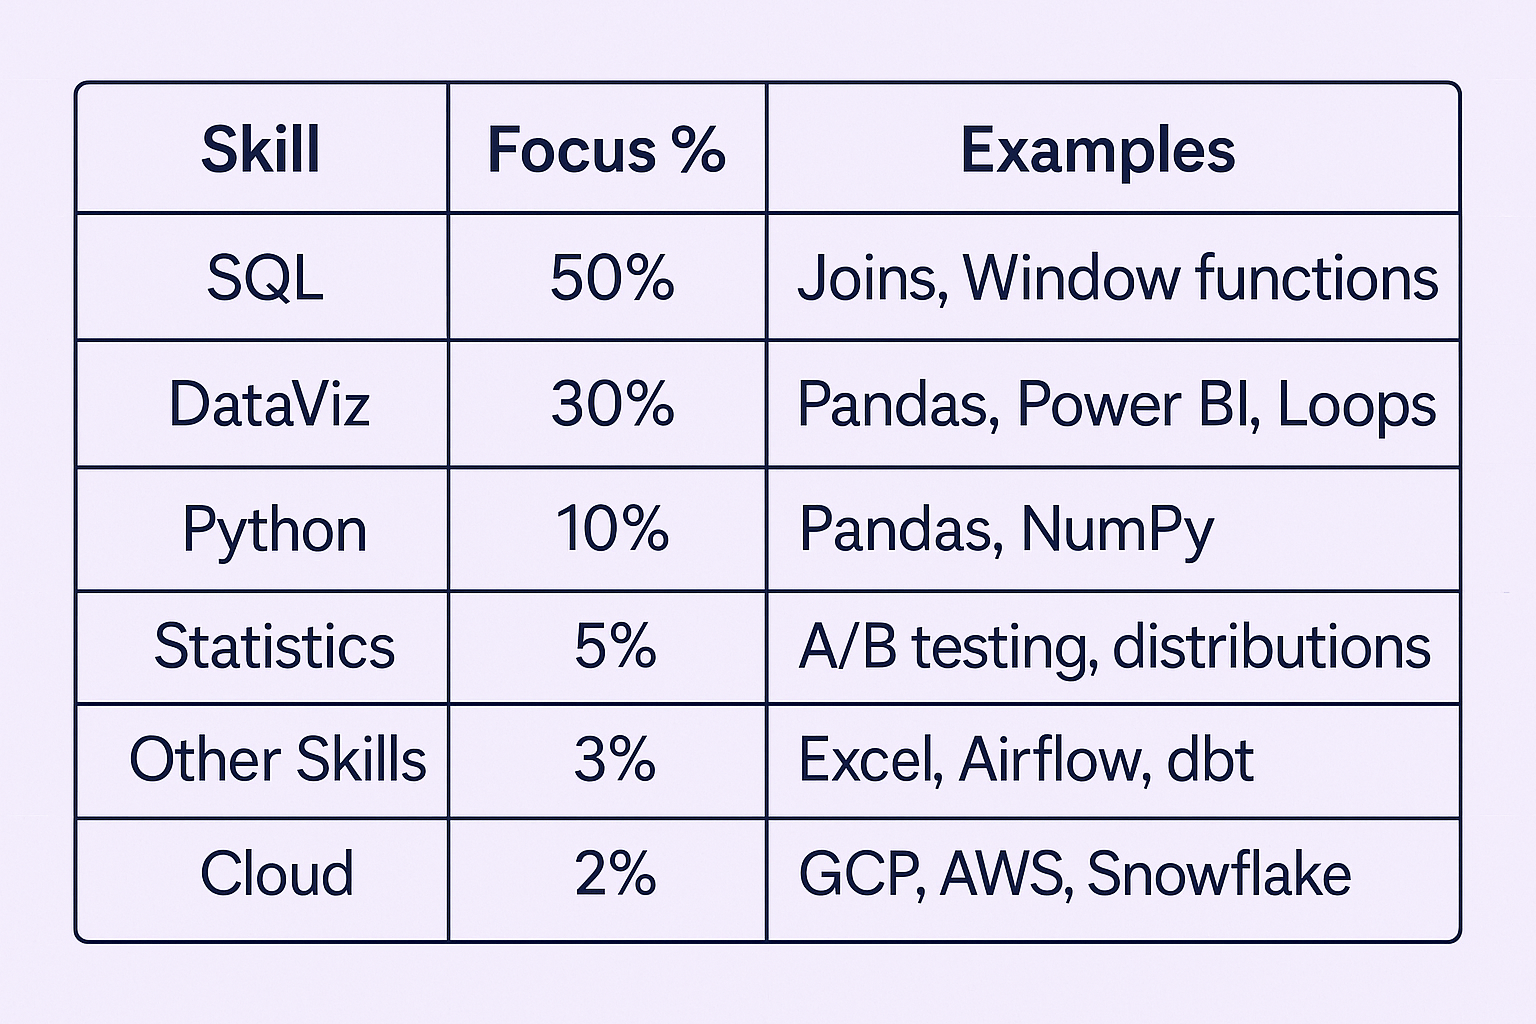 Skill Focus % Examples
SQL 50% Joins, Window functions
DataViz 30% Pandas, Power BI, Loops
Python 10% Pandas, NumPy
Statistics 5% A/B testing, distributions
Other Skills 3% Excel, Airflow, dbt
Cloud 2% GCP, AWS, Snowflake